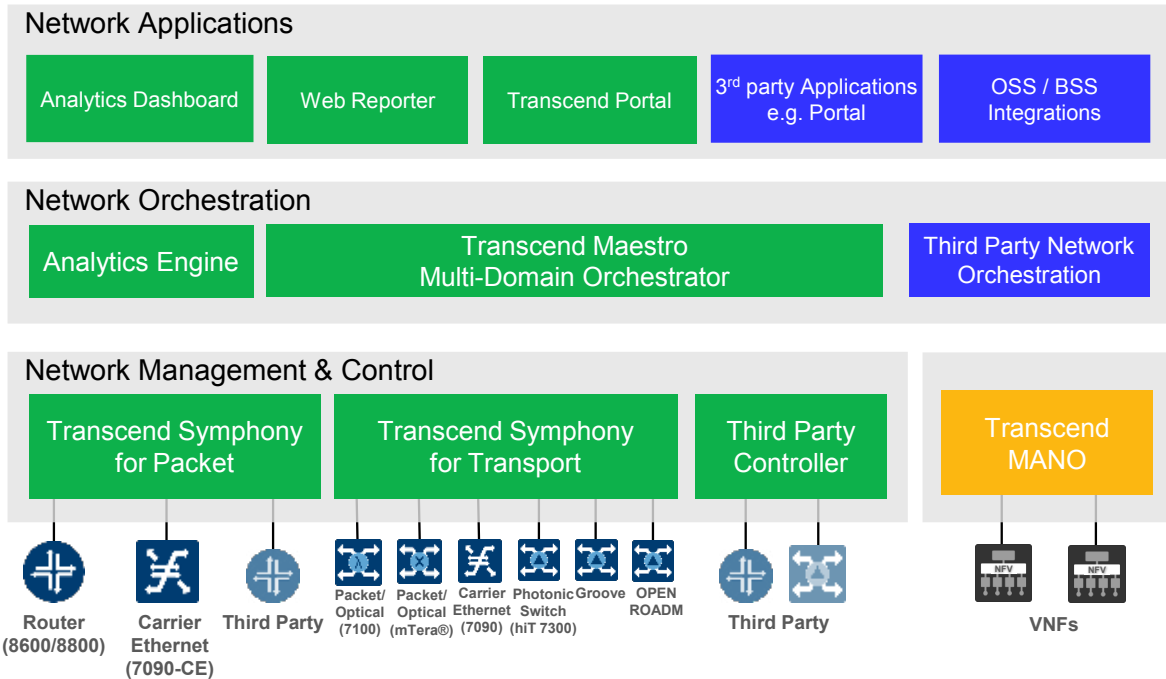 Network Applications
Analytics Dashboard
Web Reporter
Transcend Portal
3rd party Applications
e.g. Portal
OSS / BSS
Integrations
Network Orchestration
Analytics Engine
Transcend Maestro
Multi-Domain Orchestrator
Third Party Network
Orchestration
Network Management & Control
Transcend Symphony
for Packet
Transcend Symphony
for Transport
Third Party
Controller
Transcend
MANO
Router
(8600/8800)
Carrier
Ethernet
(7090-CE)
Third Party
Packet/
Optical
(7100)
Packet/
Optical
(mTera®)
Carrier
Ethernet
(7090)
Photonic
Switch
(hiT 7300)
Groove
OPEN
ROADM
Third Party
NFV
NFV
VNFs